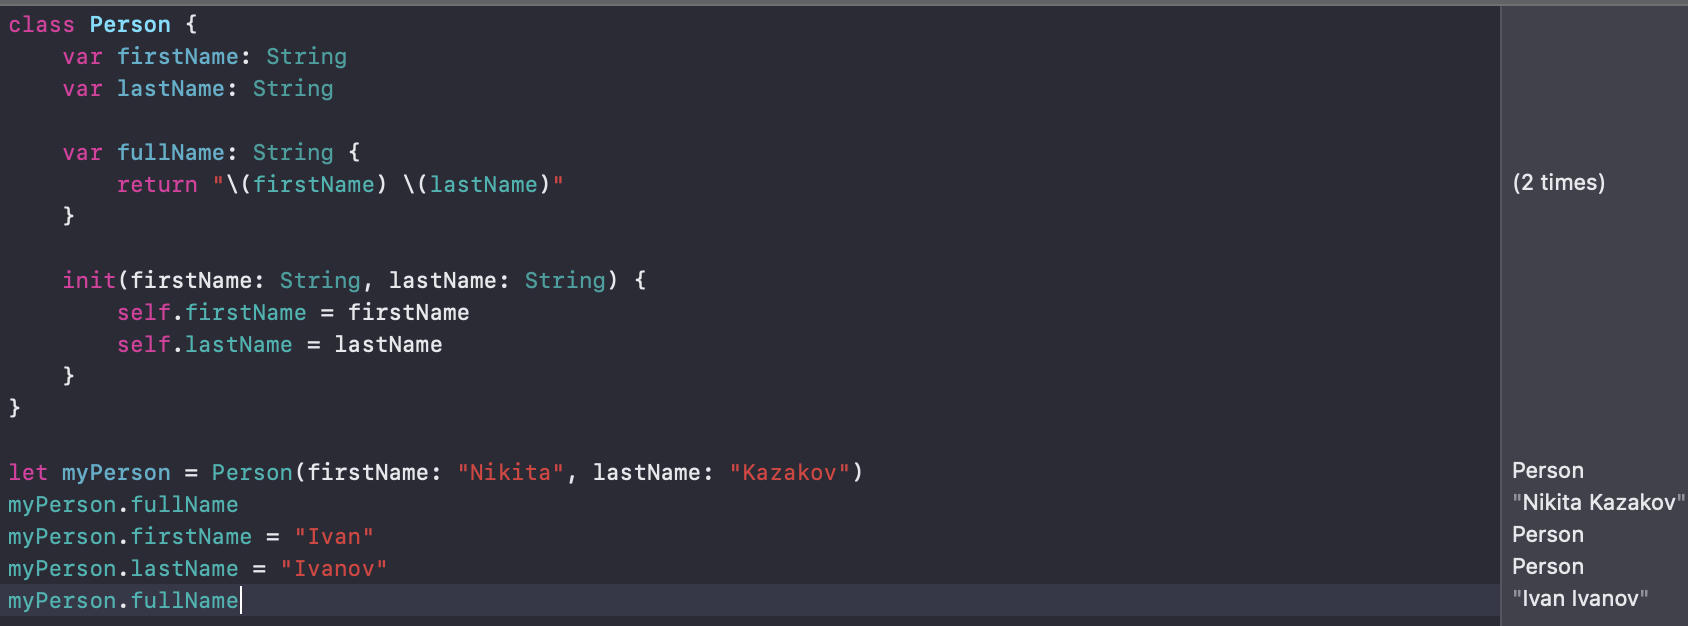 class Person {
    var firstName: String
    var lastName: String

    var fullName: String {
        return "\(firstName) \(lastName)"    (2 times)
    }

    init(firstName: String, lastName: String) {
        self.firstName = firstName
        self.lastName = lastName
    }
}

let myPerson = Person(firstName: "Nikita", lastName: "Kazakov")    Person
myPerson.fullName    "Nikita Kazakov"
myPerson.firstName = "Ivan"    Person
myPerson.lastName = "Ivanov"    Person
myPerson.fullName    "Ivan Ivanov"